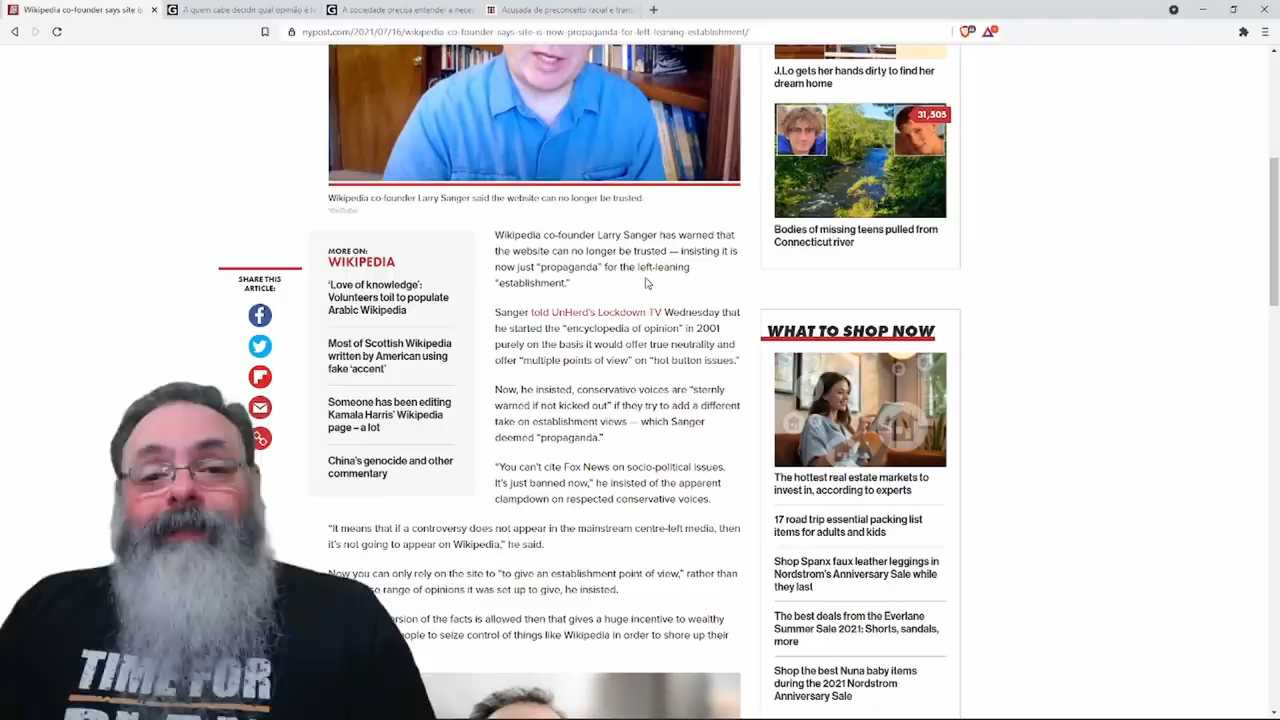 Wikipedia co-founder says site is
A quem cabe decidir qual opinião é
A sociedade precisa entender a
Acusada de preconceito racial e
nypost.com/2021/07/16/wikipedia-co-founder-says-site-is-now-propaganda-for-left-leaning-establishment/
Wikipedia co-founder Larry Sanger said the website can no longer be trusted.
YouTube
MORE ON:
WIKIPEDIA
'Love of knowledge':
Volunteers toil to populate
Arabic Wikipedia
Most of Scottish Wikipedia
written by American using
fake 'accent'
Someone has been editing
Kamala Harris' Wikipedia
page – a lot
China's genocide and other
commentary
SHARE THIS
ARTICLE:
Wikipedia co-founder Larry Sanger has warned that
the website can no longer be trusted — insisting it is
now just "propaganda" for the left-leaning
"establishment."
Sanger told UnHerd's Lockdown TV Wednesday that
he started the "encyclopedia of opinion" in 2001
purely on the basis it would offer true neutrality and
offer "multiple points of view" on "hot button issues."
Now, he insisted, conservative voices are "sternly
warned if not kicked out" if they try to add a different
take on establishment views — which Sanger
deemed "propaganda."
"You can't cite Fox News on socio-political issues.
It's just banned now," he insisted of the apparent
clampdown on respected conservative voices.
"It means that if a controversy does not appear in the mainstream centre-left media, then
it's not going to appear on Wikipedia," he said.
Now you can only rely on the site to "to give an establishment point of view," rather than
range of opinions it was set up to give, he insisted.
of the facts is allowed then that gives a huge incentive to wealthy
to seize control of things like Wikipedia in order to shore up their
J.Lo gets her hands dirty to find her
dream home
31,505
Bodies of missing teens pulled from
Connecticut river
WHAT TO SHOP NOW
The hottest real estate markets to
invest in, according to experts
17 road trip essential packing list
items for adults and kids
Shop Spanx faux leather leggings in
Nordstrom's Anniversary Sale while
they last
The best deals from the Everlane
Summer Sale 2021: Shorts, sandals,
more
Shop the best Nuna baby items
during the 2021 Nordstrom
Anniversary Sale
TIME FOR